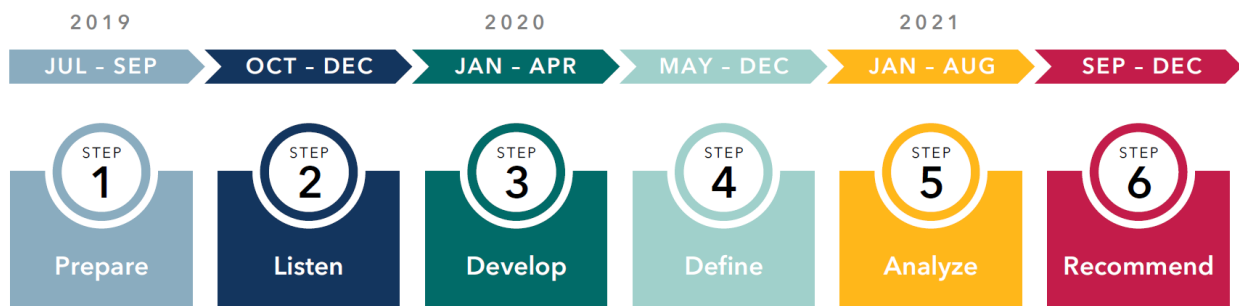 2019 2020 2021
JUL – SEP OCT – DEC JAN – APR MAY – DEC JAN – AUG SEP – DEC
STEP STEP STEP STEP STEP STEP
1 2 3 4 5 6
Prepare Listen Develop Define Analyze Recommend